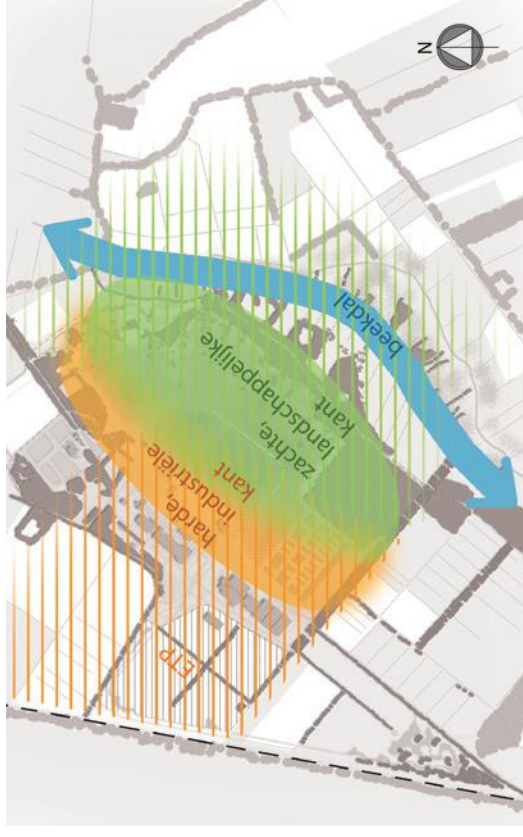 N
beekdal
zachte,
landschappelijke
kant
harde,
industriële
kant
ETP